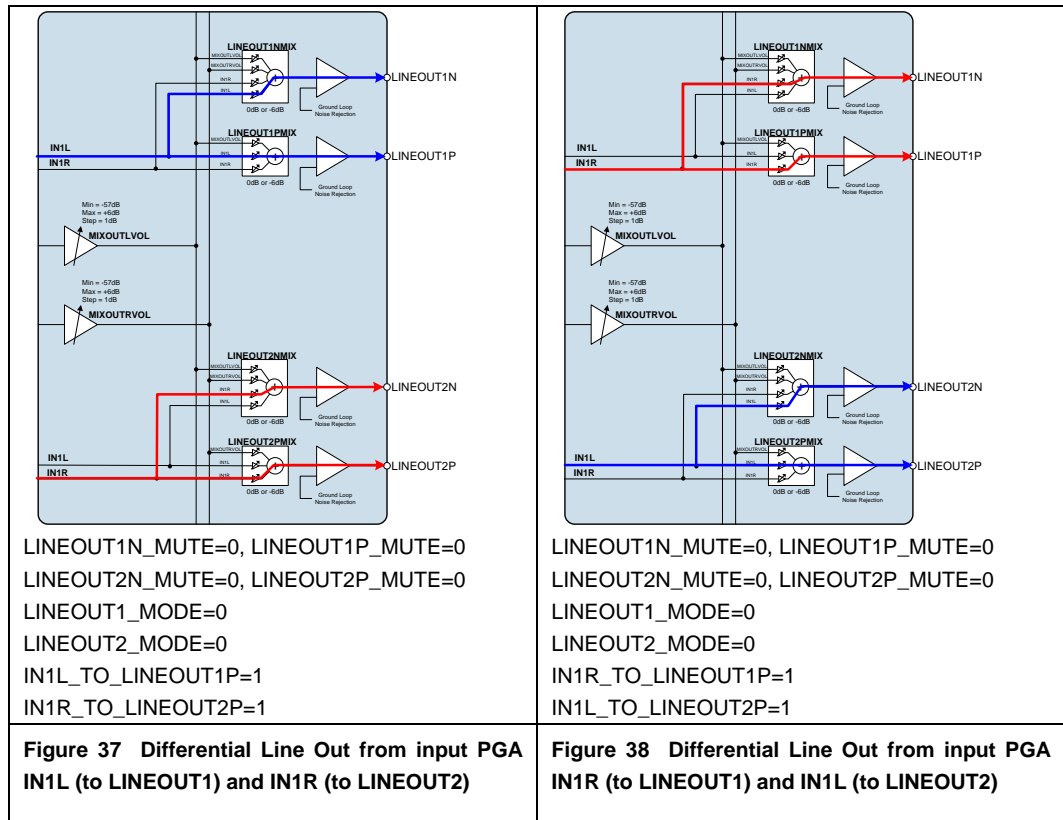 LINEOUT1NMIX
MIXOUTLVOL
MIXOUTRVOL
IN1R
IN1L
0dB or -6dB
Ground Loop
Noise Rejection
LINEOUT1N
LINEOUT1PMIX
MIXOUTLVOL
IN1L
IN1R
0dB or -6dB
Ground Loop
Noise Rejection
LINEOUT1P
IN1L
IN1R
Min = -57dB
Max = +6dB
Step = 1dB
MIXOUTLVOL
Min = -57dB
Max = +6dB
Step = 1dB
MIXOUTRVOL
LINEOUT2NMIX
MIXOUTLVOL
MIXOUTRVOL
IN1R
IN1L
0dB or -6dB
Ground Loop
Noise Rejection
LINEOUT2N
LINEOUT2PMIX
MIXOUTRVOL
IN1L
IN1R
0dB or -6dB
Ground Loop
Noise Rejection
LINEOUT2P
IN1L
IN1R
LINEOUT1N_MUTE=0, LINEOUT1P_MUTE=0
LINEOUT2N_MUTE=0, LINEOUT2P_MUTE=0
LINEOUT1_MODE=0
LINEOUT2_MODE=0
IN1L_TO_LINEOUT1P=1
IN1R_TO_LINEOUT2P=1
Figure 37 Differential Line Out from input PGA
IN1L (to LINEOUT1) and IN1R (to LINEOUT2)
LINEOUT1NMIX
MIXOUTLVOL
MIXOUTRVOL
IN1R
IN1L
0dB or -6dB
Ground Loop
Noise Rejection
LINEOUT1N
LINEOUT1PMIX
MIXOUTLVOL
IN1L
IN1R
0dB or -6dB
Ground Loop
Noise Rejection
LINEOUT1P
IN1L
IN1R
Min = -57dB
Max = +6dB
Step = 1dB
MIXOUTLVOL
Min = -57dB
Max = +6dB
Step = 1dB
MIXOUTRVOL
LINEOUT2NMIX
MIXOUTLVOL
MIXOUTRVOL
IN1R
IN1L
0dB or -6dB
Ground Loop
Noise Rejection
LINEOUT2N
LINEOUT2PMIX
MIXOUTRVOL
IN1L
IN1R
0dB or -6dB
Ground Loop
Noise Rejection
LINEOUT2P
IN1L
IN1R
LINEOUT1N_MUTE=0, LINEOUT1P_MUTE=0
LINEOUT2N_MUTE=0, LINEOUT2P_MUTE=0
LINEOUT1_MODE=0
LINEOUT2_MODE=0
IN1R_TO_LINEOUT1P=1
IN1L_TO_LINEOUT2P=1
Figure 38 Differential Line Out from input PGA
IN1R (to LINEOUT1) and IN1L (to LINEOUT2)